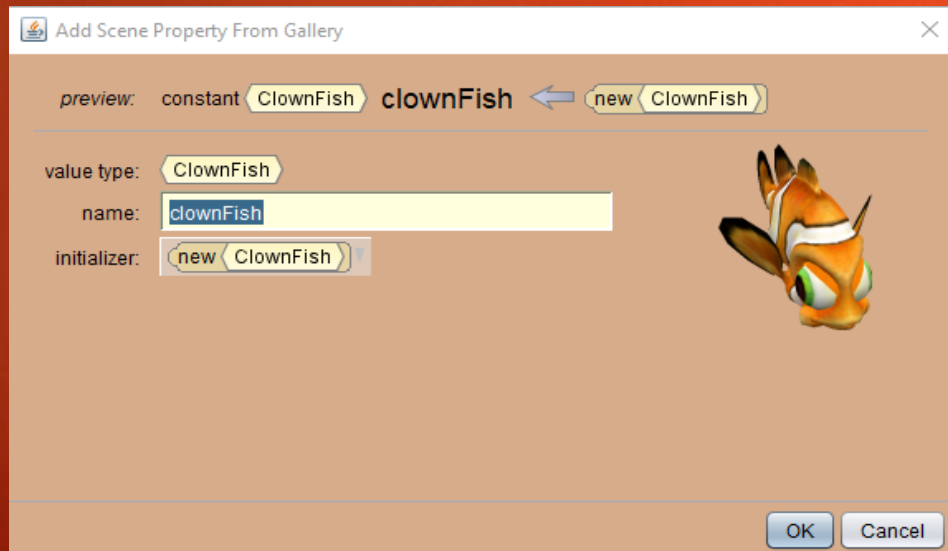 Add Scene Property From Gallery
preview: constant ClownFish clownFish new ClownFish
value type: ClownFish
name: clownFish
initializer: new ClownFish
OK Cancel